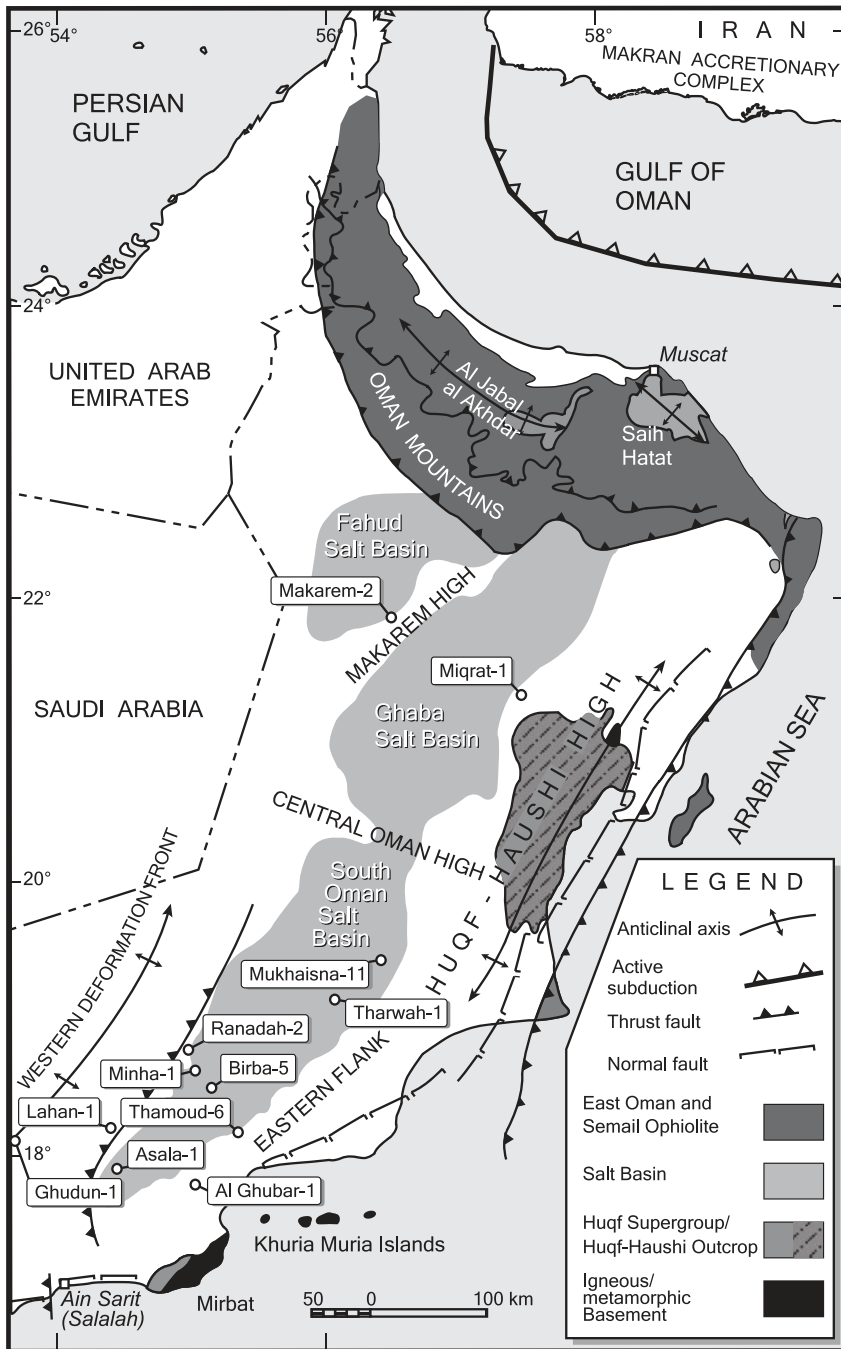 26°
54°
56°
58°
I R A N
MAKRAN ACCRETIONARY
COMPLEX
PERSIAN
GULF
GULF OF
OMAN
24°
UNITED ARAB
EMIRATES
Muscat
Al Jabal
al Akhdar
Saih
Hatat
OMAN MOUNTAINS
Fahud
Salt Basin
22°
Makarem-2
MAKAREM HIGH
Miqrat-1
SAUDI ARABIA
Ghaba
Salt Basin
HUQF - HAUSHI HIGH
ARABIAN SEA
CENTRAL OMAN HIGH
20°
South
Oman
Salt
Basin
WESTERN DEFORMATION FRONT
Mukhaisna-11
Tharwah-1
Ranadah-2
Minha-1
Birba-5
Lahan-1
Thamoud-6
EASTERN FLANK
18°
Asala-1
Ghudun-1
Al Ghubar-1
Khuria Muria Islands
Mirbat
Ain Sarit
(Salalah)
50 0 100 km
L E G E N D
Anticlinal axis
Active
subduction
Thrust fault
Normal fault
East Oman and
Semail Ophiolite
Salt Basin
Huqf Supergroup/
Huqf-Haushi Outcrop
Igneous/
metamorphic
Basement